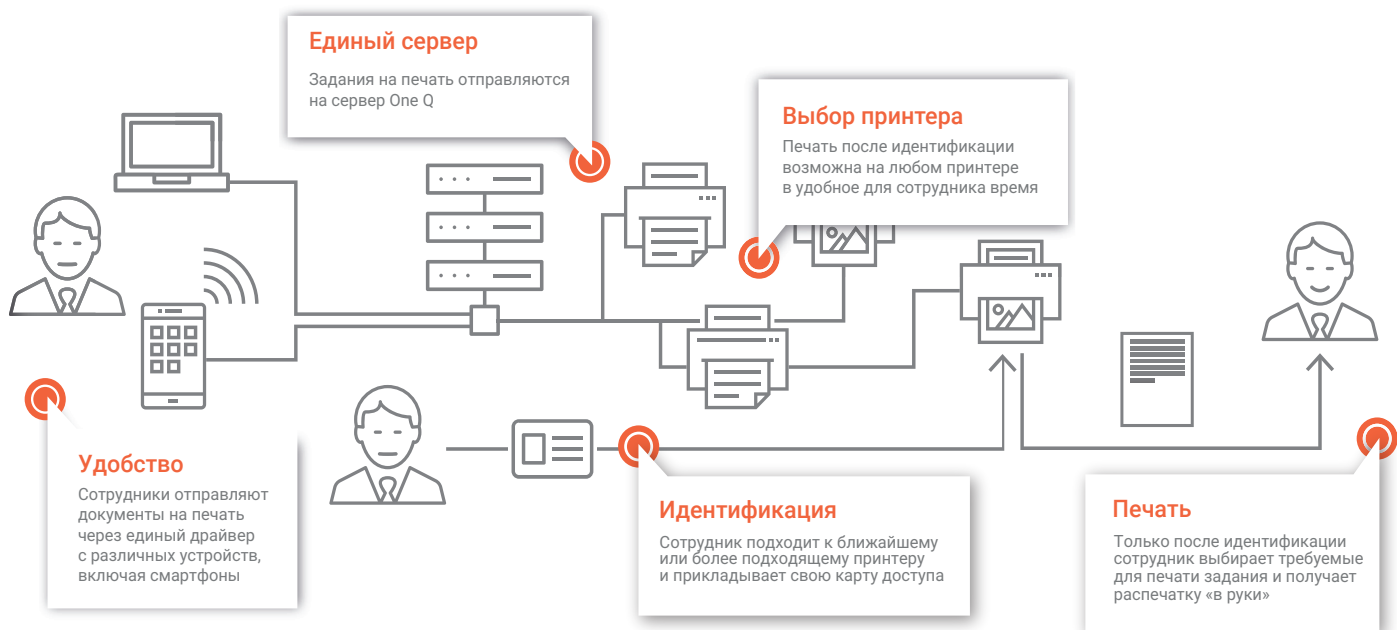 Единый сервер
Задания на печать отправляются
на сервер One Q
Выбор принтера
Печать после идентификации
возможна на любом принтере
в удобное для сотрудника время
Удобство
Сотрудники отправляют
документы на печать
через единый драйвер
с различных устройств,
включая смартфоны
Идентификация
Сотрудник подходит к ближайшему
или более подходящему принтеру
и прикладывает свою карту доступа
Печать
Только после идентификации
сотрудник выбирает требуемые
для печати задания и получает
распечатку «в руки»